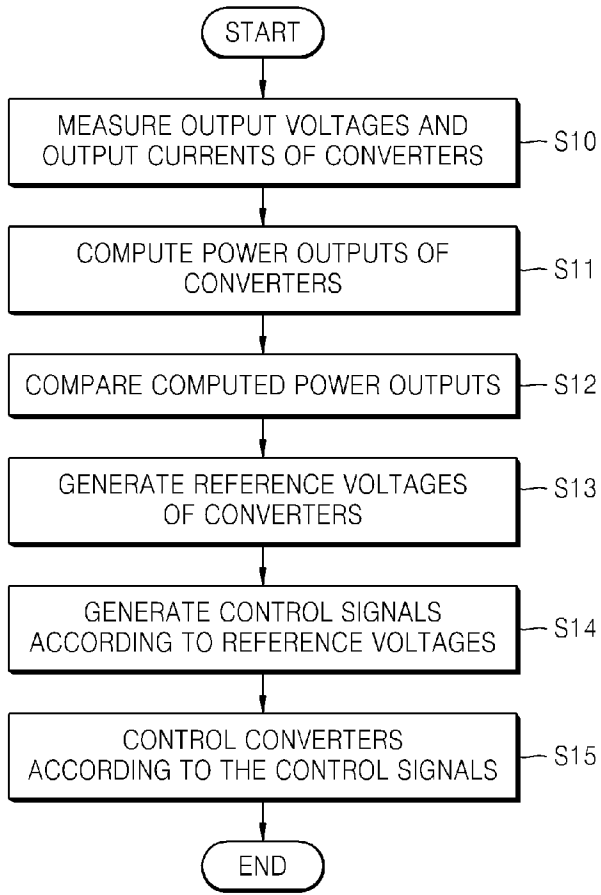 START
MEASURE OUTPUT VOLTAGES AND
OUTPUT CURRENTS OF CONVERTERS
S10
COMPUTE POWER OUTPUTS OF
CONVERTERS
S11
COMPARE COMPUTED POWER OUTPUTS
S12
GENERATE REFERENCE VOLTAGES
OF CONVERTERS
S13
GENERATE CONTROL SIGNALS
ACCORDING TO REFERENCE VOLTAGES
S14
CONTROL CONVERTERS
ACCORDING TO THE CONTROL SIGNALS
S15
END